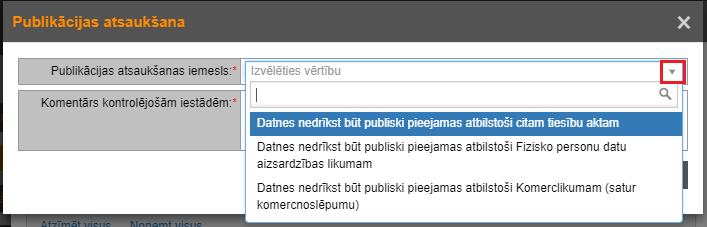 Publikācijas atsaukšana
Publikācijas atsaukšanas iemesls:*
Izvēlēties vērtību
Komentārs kontrolējošām iestādēm:*
Datnes nedrīkst būt publiski pieejamas atbilstoši citam tiesību aktam
Datnes nedrīkst būt publiski pieejamas atbilstoši Fizisko personu datu
aizsardzības likumam
Datnes nedrīkst būt publiski pieejamas atbilstoši Komerclikumam (satur
komercnoslēpumu)
Atzīmēt visus Noņemt visus